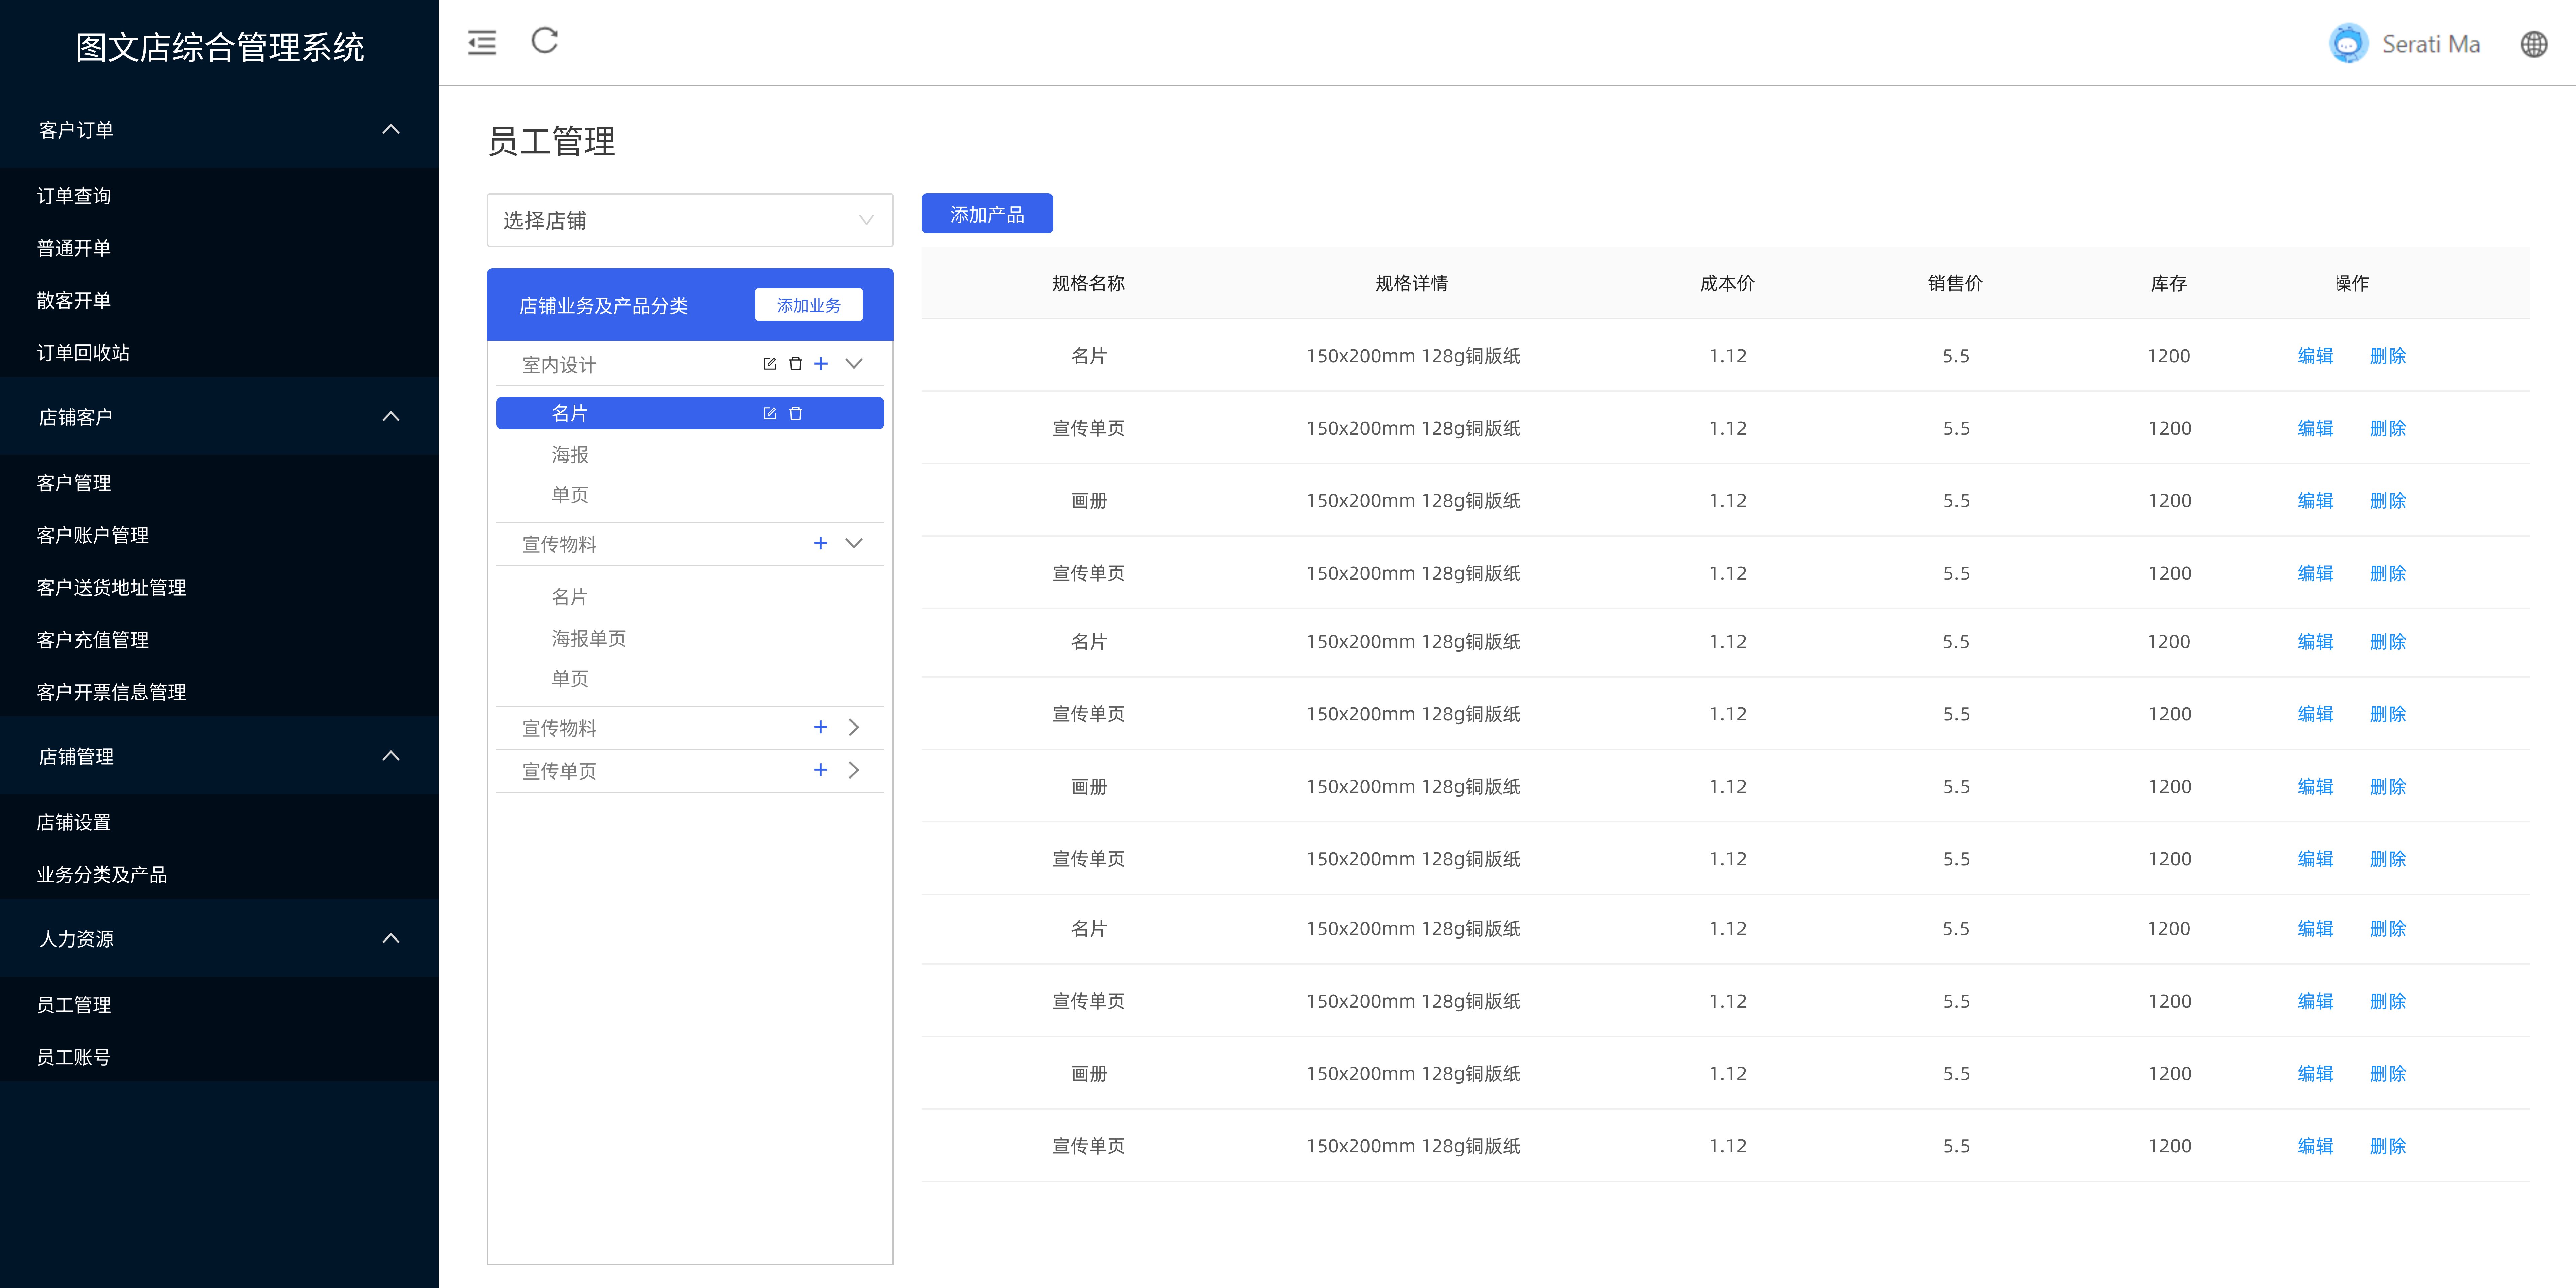 图文店综合管理系统
客户订单
订单查询
普通开单
散客开单
订单回收站
店铺客户
客户管理
客户账户管理
客户送货地址管理
客户充值管理
客户开票信息管理
店铺管理
店铺设置
业务分类及产品
人力资源
员工管理
员工账号
Serati Ma
员工管理
选择店铺
店铺业务及产品分类 添加业务
室内设计
名片
海报
单页
宣传物料
名片
海报单页
单页
宣传物料
宣传单页
添加产品
规格名称 规格详情 成本价 销售价 库存 操作
名片 150x200mm 128g铜版纸 1.12 5.5 1200 编辑 删除
宣传单页 150x200mm 128g铜版纸 1.12 5.5 1200 编辑 删除
画册 150x200mm 128g铜版纸 1.12 5.5 1200 编辑 删除
宣传单页 150x200mm 128g铜版纸 1.12 5.5 1200 编辑 删除
名片 150x200mm 128g铜版纸 1.12 5.5 1200 编辑 删除
宣传单页 150x200mm 128g铜版纸 1.12 5.5 1200 编辑 删除
画册 150x200mm 128g铜版纸 1.12 5.5 1200 编辑 删除
宣传单页 150x200mm 128g铜版纸 1.12 5.5 1200 编辑 删除
名片 150x200mm 128g铜版纸 1.12 5.5 1200 编辑 删除
宣传单页 150x200mm 128g铜版纸 1.12 5.5 1200 编辑 删除
画册 150x200mm 128g铜版纸 1.12 5.5 1200 编辑 删除
宣传单页 150x200mm 128g铜版纸 1.12 5.5 1200 编辑 删除